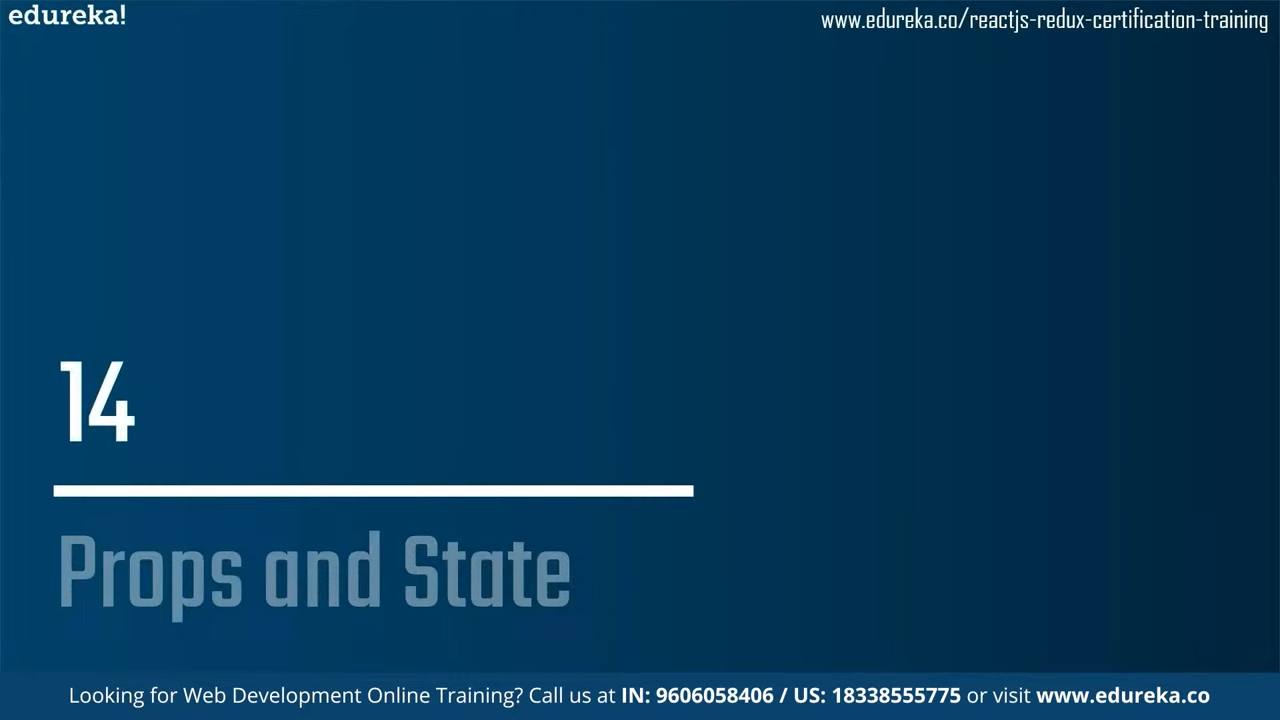 edureka!
www.edureka.co/reactjs-redux-certification-training
14
Props and State
Looking for Web Development Online Training? Call us at IN: 9606058406 / US: 18338555775 or visit www.edureka.co